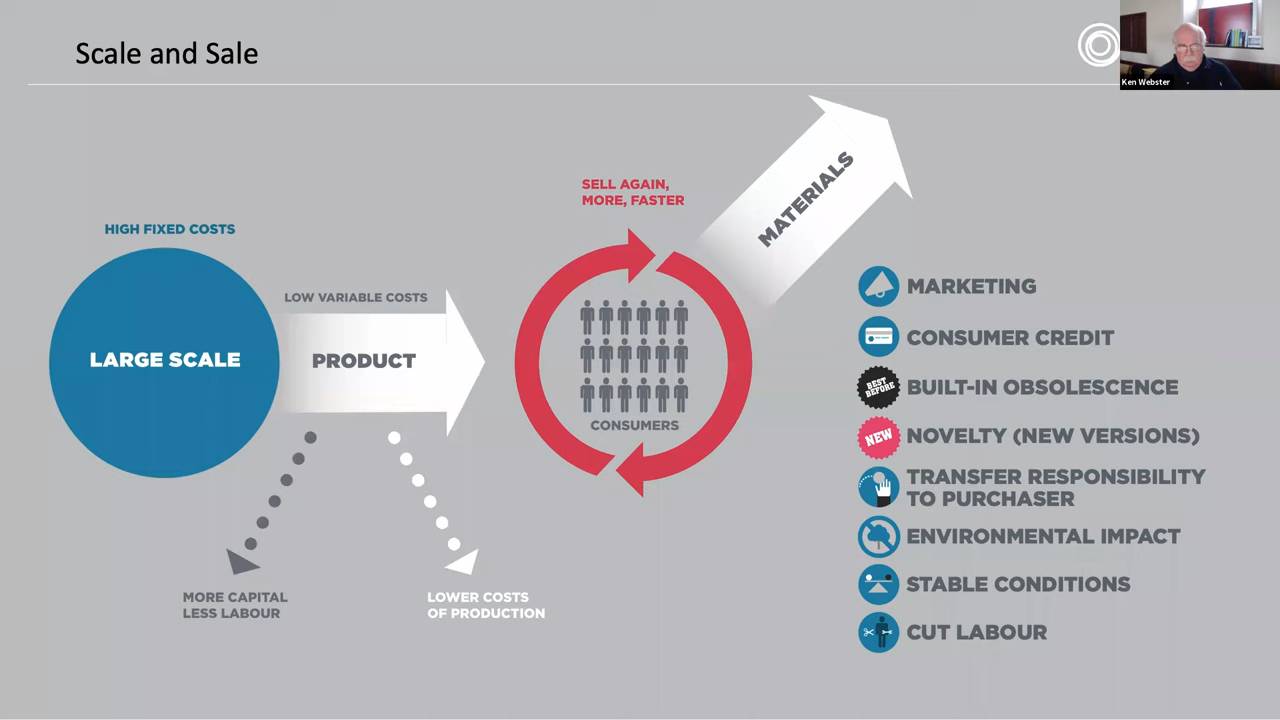 Scale and Sale
Ken Webster
HIGH FIXED COSTS
LARGE SCALE
LOW VARIABLE COSTS
PRODUCT
MORE CAPITAL
LESS LABOUR
LOWER COSTS
OF PRODUCTION
SELL AGAIN,
MORE, FASTER
CONSUMERS
MATERIALS
MARKETING
CONSUMER CREDIT
BEST
BEFORE
BUILT-IN OBSOLESCENCE
NEW
NOVELTY (NEW VERSIONS)
TRANSFER RESPONSIBILITY
TO PURCHASER
ENVIRONMENTAL IMPACT
STABLE CONDITIONS
CUT LABOUR